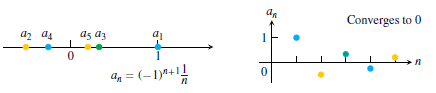 a₂ a₄ a₅ a₃ a₁
0 1
aₙ = (−1)ⁿ⁺¹ 1/n
aₙ
Converges to 0
1
0
n